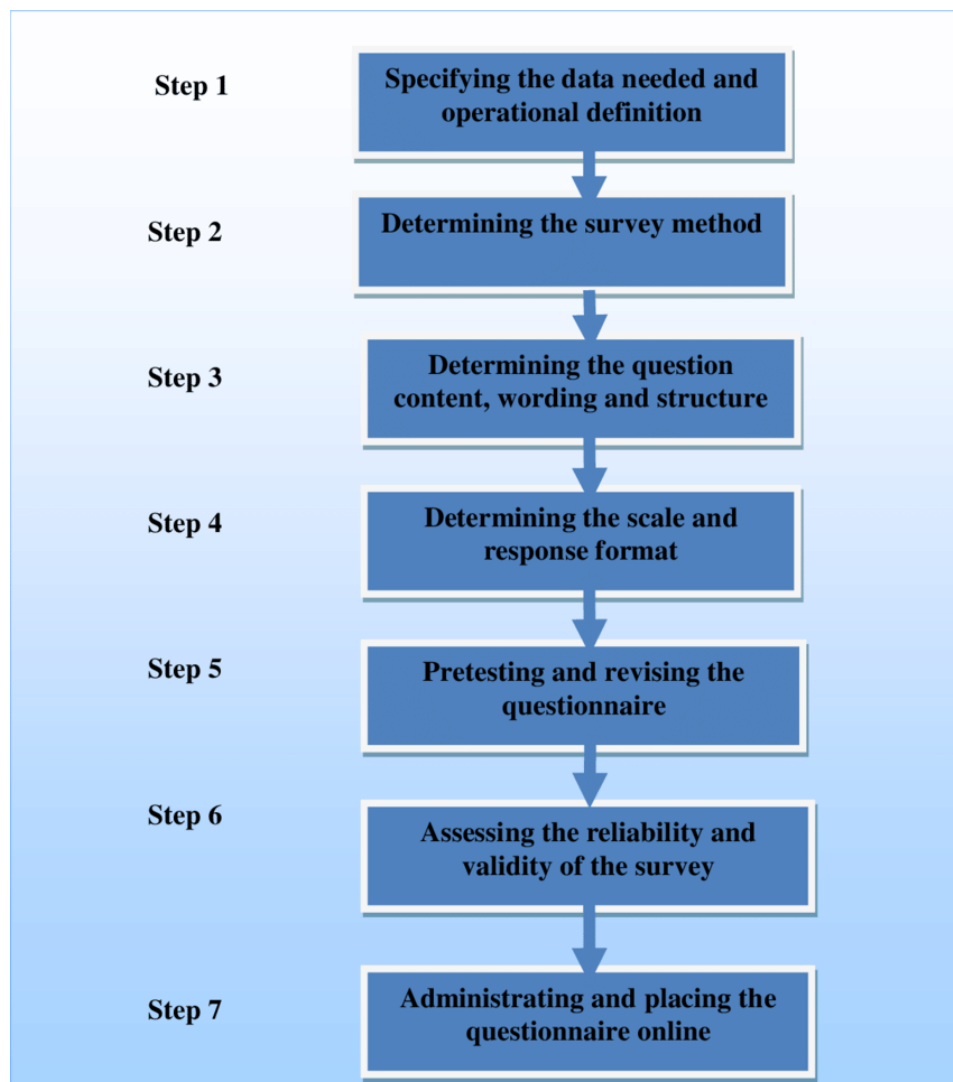 Step 1
Specifying the data needed and
operational definition
Step 2
Determining the survey method
Step 3
Determining the question
content, wording and structure
Step 4
Determining the scale and
response format
Step 5
Pretesting and revising the
questionnaire
Step 6
Assessing the reliability and
validity of the survey
Step 7
Administrating and placing the
questionnaire online